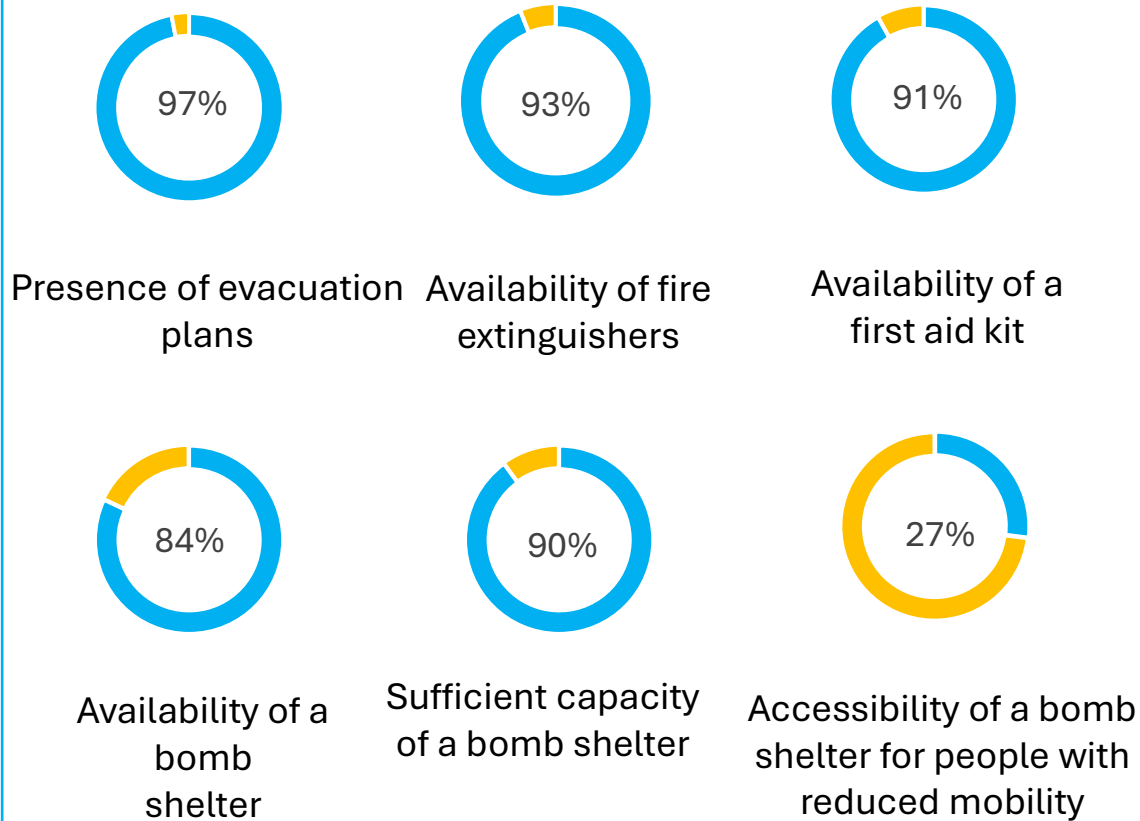 97%
93%
91%
Presence of evacuation
plans
Availability of fire
extinguishers
Availability of a
first aid kit
84%
90%
27%
Availability of a
bomb
shelter
Sufficient capacity
of a bomb shelter
Accessibility of a bomb
shelter for people with
reduced mobility